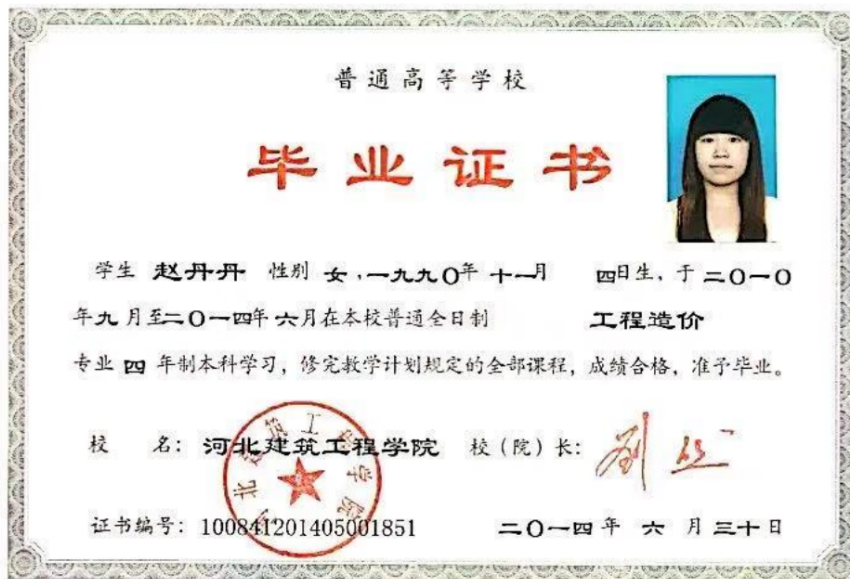 普通高等学校
毕业证书
学生 赵丹丹 性别 女，一九九〇年 十一月 四日生，于 二〇一〇
年九月至二〇一四年六月在本校普通全日制 工程造价
专业 四 年制本科学习，修完教学计划规定的全部课程，成绩合格，准予毕业。
校 名：河北建筑工程学院 校（院）长：
证书编号：100841201405001851 二〇一四年 六 月 三十日